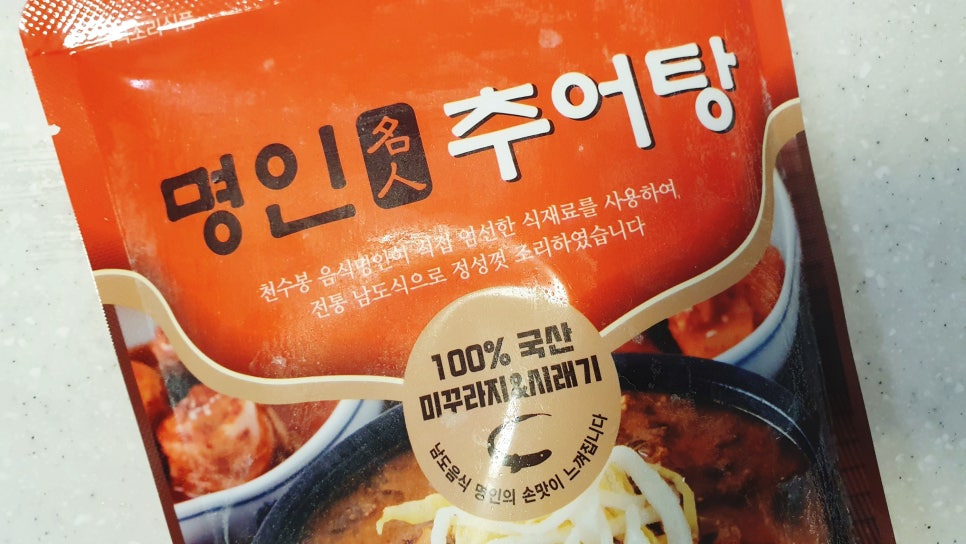 명인 名人 추어탕
천수봉 음식명인이 직접 엄선한 식재료를 사용하여,
전통 남도식으로 정성껏 조리하였습니다
100% 국산
미꾸라지&시래기
남도음식 명인의 손맛이 느껴집니다